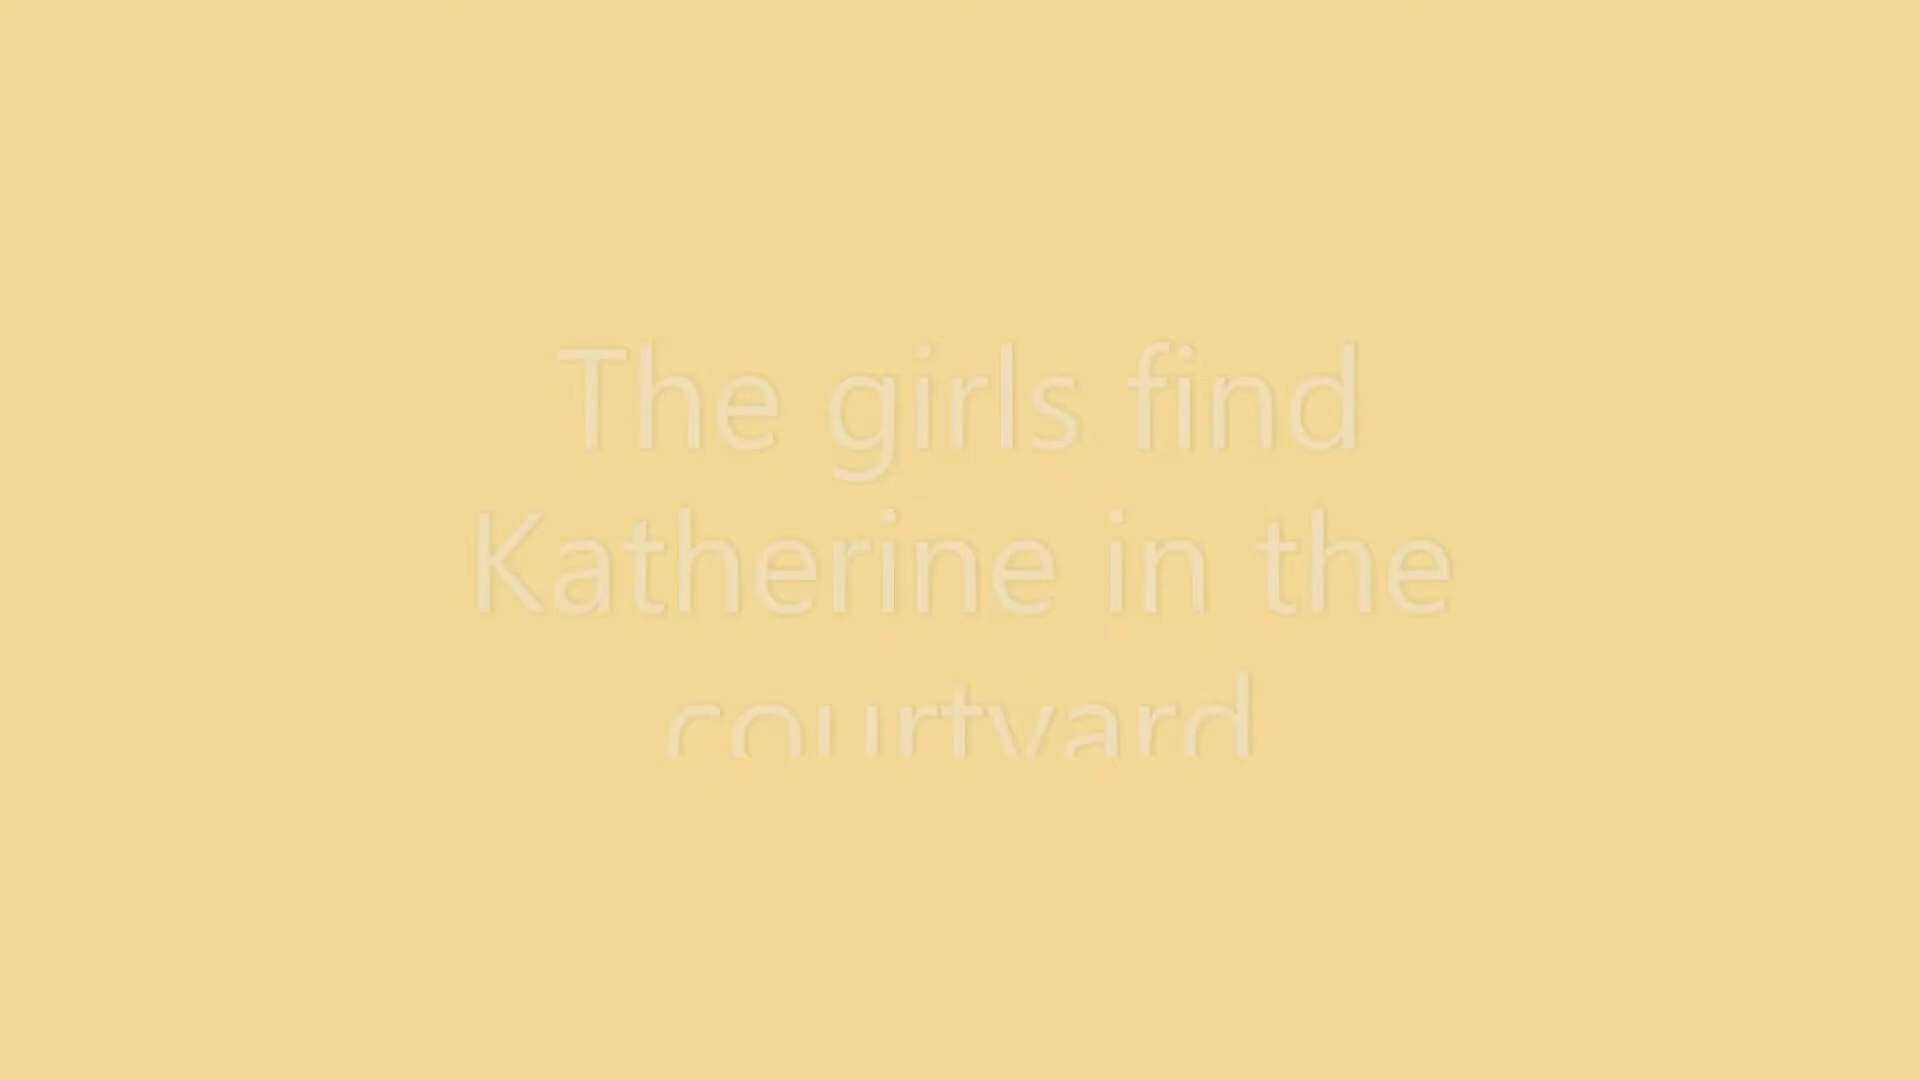 The girls find
Katherine in the
courtyard